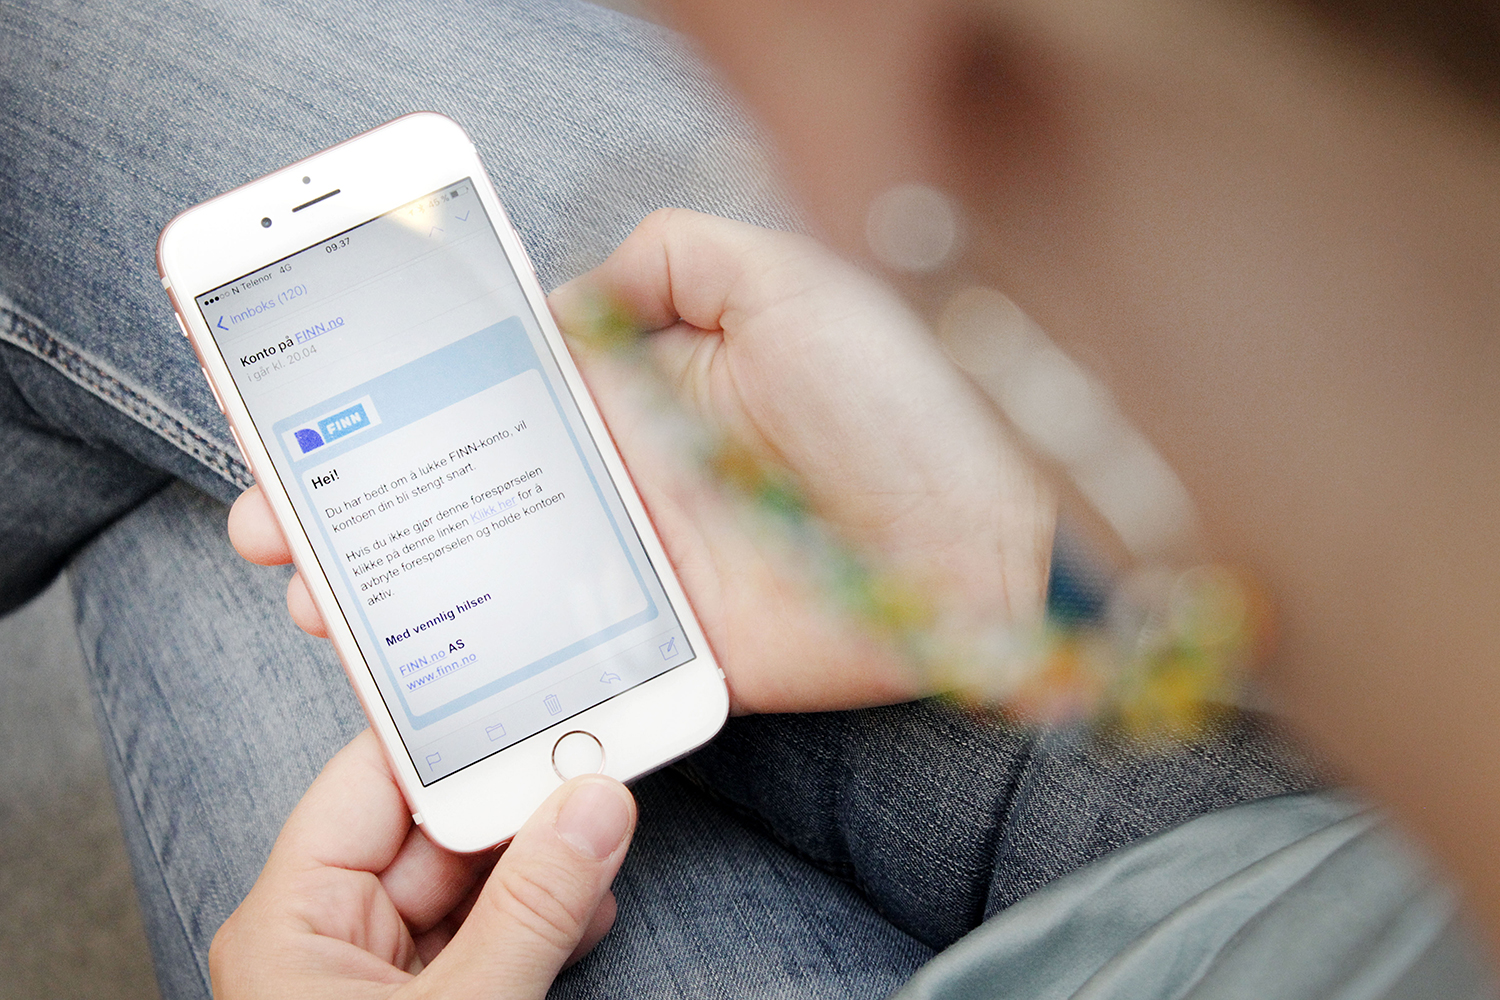 N Telenor 4G 09.37 45 %
Innboks (120)
Konto på FINN.no
i går kl. 20.04
FINN
Hei!
Du har bedt om å lukke FINN-konto, vil
kontoen din bli stengt snart.
Hvis du ikke gjør denne forespørselen
klikke på denne linken Klikk her for å
avbryte forespørselen og holde kontoen
aktiv.
Med vennlig hilsen
FINN.no AS
www.finn.no